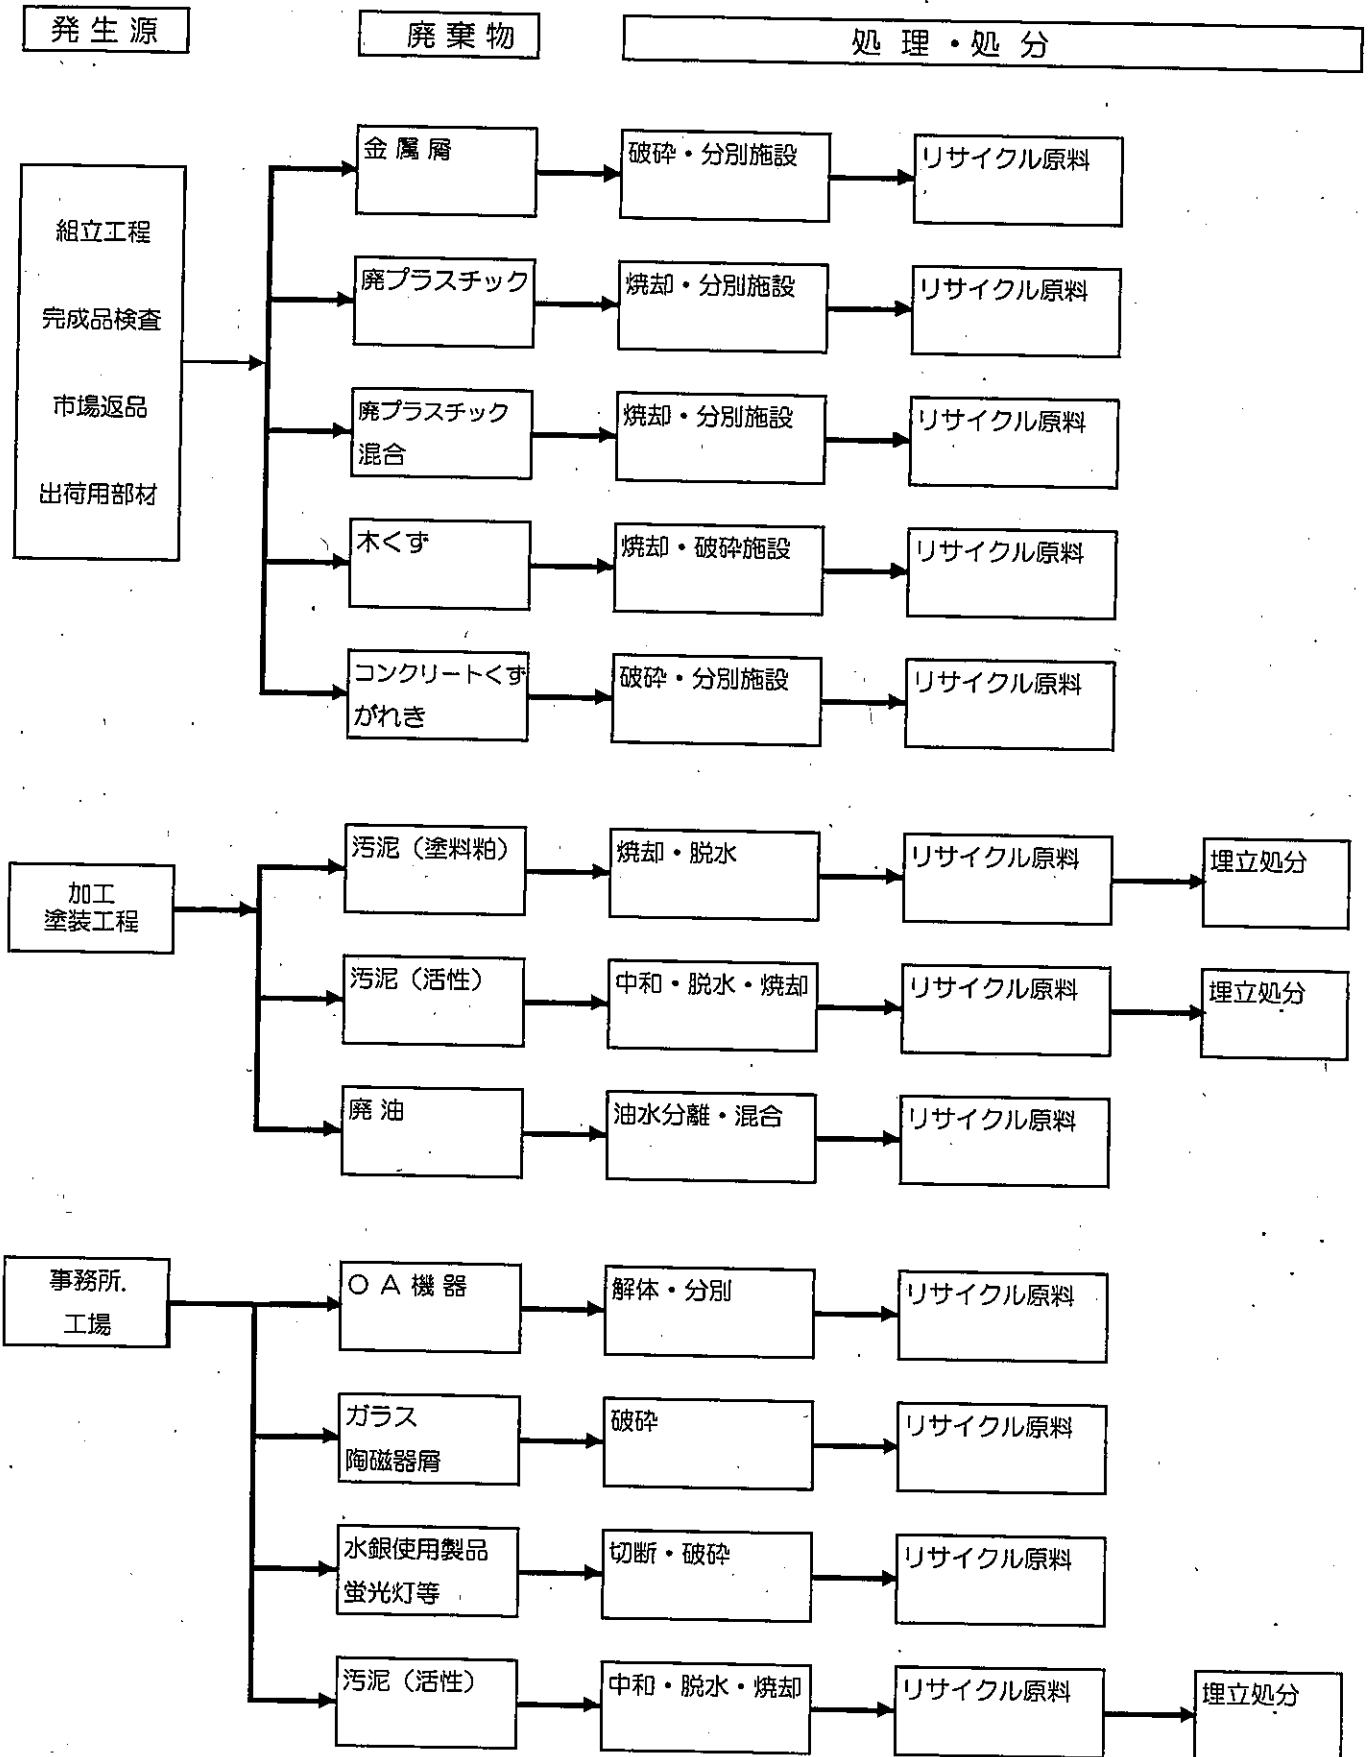 発生源
廃棄物
処理・処分
組立工程
完成品検査
市場返品
出荷用部材
金属屑
破砕・分別施設
リサイクル原料
廃プラスチック
焼却・分別施設
リサイクル原料
廃プラスチック
混合
焼却・分別施設
リサイクル原料
木くず
焼却・破砕施設
リサイクル原料
コンクリートくず
がれき
破砕・分別施設
リサイクル原料
加工
塗装工程
汚泥（塗料粕）
焼却・脱水
リサイクル原料
埋立処分
汚泥（活性）
中和・脱水・焼却
リサイクル原料
埋立処分
廃油
油水分離・混合
リサイクル原料
事務所.
工場
ＯＡ機器
解体・分別
リサイクル原料
ガラス
陶磁器屑
破砕
リサイクル原料
水銀使用製品
蛍光灯等
切断・破砕
リサイクル原料
汚泥（活性）
中和・脱水・焼却
リサイクル原料
埋立処分